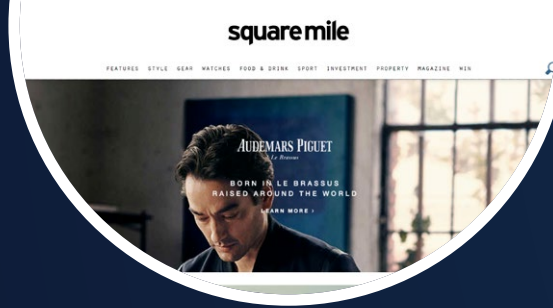 square mile
FEATURES STYLE GEAR WATCHES FOOD & DRINK SPORT INVESTMENT PROPERTY MAGAZINE WIN
AUDEMARS PIGUET
Le Brassus
BORN IN LE BRASSUS
RAISED AROUND THE WORLD
LEARN MORE ›